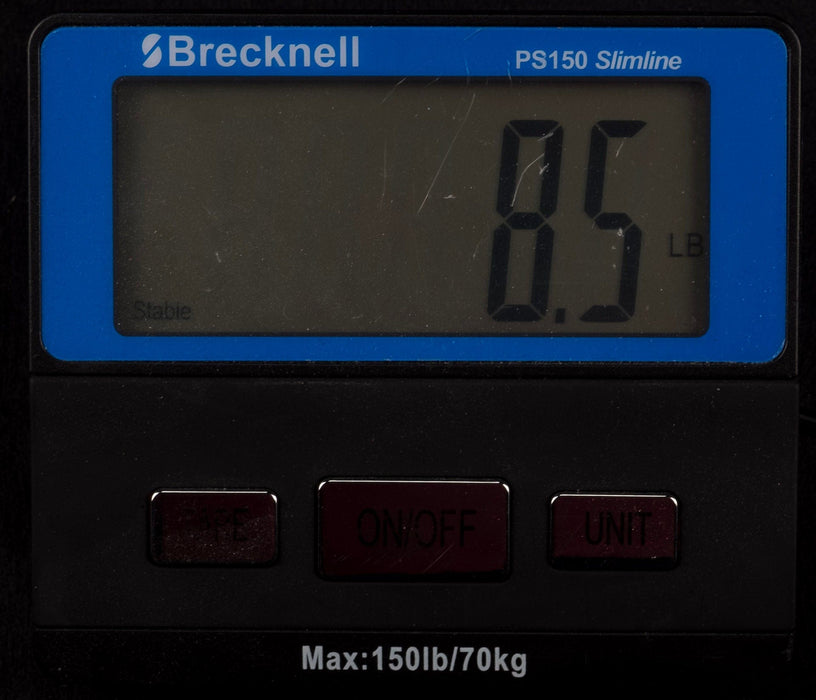 Brecknell
PS150 Slimline
8.5 LB
Stable
ON/OFF
UNIT
Max:150lb/70kg